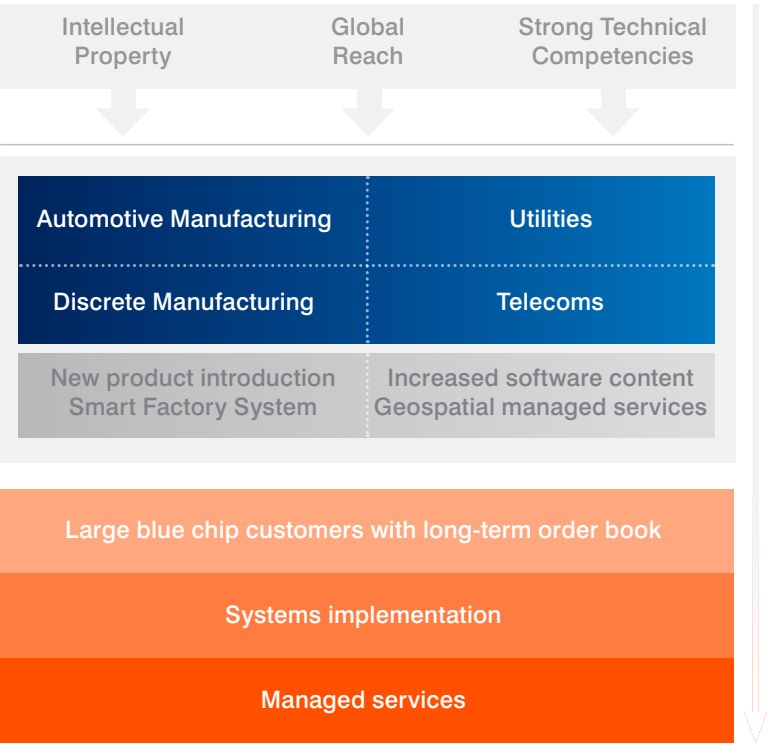 Intellectual
Property
Global
Reach
Strong Technical
Competencies
Automotive Manufacturing
Utilities
Discrete Manufacturing
Telecoms
New product introduction
Smart Factory System
Increased software content
Geospatial managed services
Large blue chip customers with long-term order book
Systems implementation
Managed services